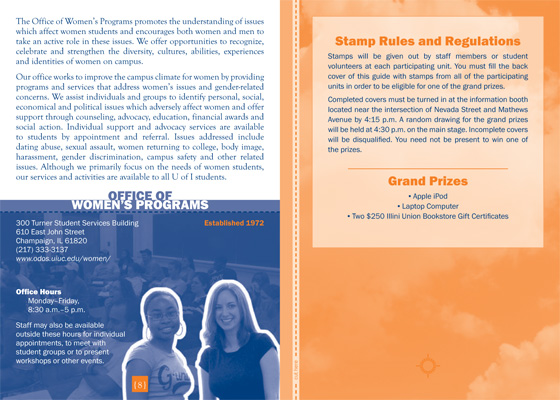 The Office of Women's Programs promotes the understanding of issues
which affect women students and encourages both women and men to
take an active role in these issues. We offer opportunities to recognize,
celebrate and strengthen the diversity, cultures, abilities, experiences
and identities of women on campus.
Our office works to improve the campus climate for women by providing
programs and services that address women's issues and gender-related
concerns. We assist individuals and groups to identify personal, social,
economical and political issues which adversely affect women and offer
support through counseling, advocacy, education, financial awards and
social action. Individual support and advocacy services are available
to students by appointment and referral. Issues addressed include
dating abuse, sexual assault, women returning to college, body image,
harassment, gender discrimination, campus safety and other related
issues. Although we primarily focus on the needs of women students,
our services and activities are available to all U of I students.
OFFICE OF
WOMEN'S PROGRAMS
300 Turner Student Services Building
610 East John Street
Champaign, IL 61820
(217) 333-3137
www.odos.uiuc.edu/women/
Established 1972
Office Hours
Monday–Friday,
8:30 a.m.–5 p.m.
Staff may also be available
outside these hours for individual
appointments, to meet with
student groups or to present
workshops or other events.
{8}
Stamp Rules and Regulations
Stamps will be given out by staff members or student
volunteers at each participating unit. You must fill the back
cover of this guide with stamps from all of the participating
units in order to be eligible for one of the grand prizes.
Completed covers must be turned in at the information booth
located near the intersection of Nevada Street and Mathews
Avenue by 4:15 p.m. A random drawing for the grand prizes
will be held at 4:30 p.m. on the main stage. Incomplete covers
will be disqualified. You need not be present to win one of
the prizes.
Grand Prizes
• Apple iPod
• Laptop Computer
• Two $250 Illini Union Bookstore Gift Certificates